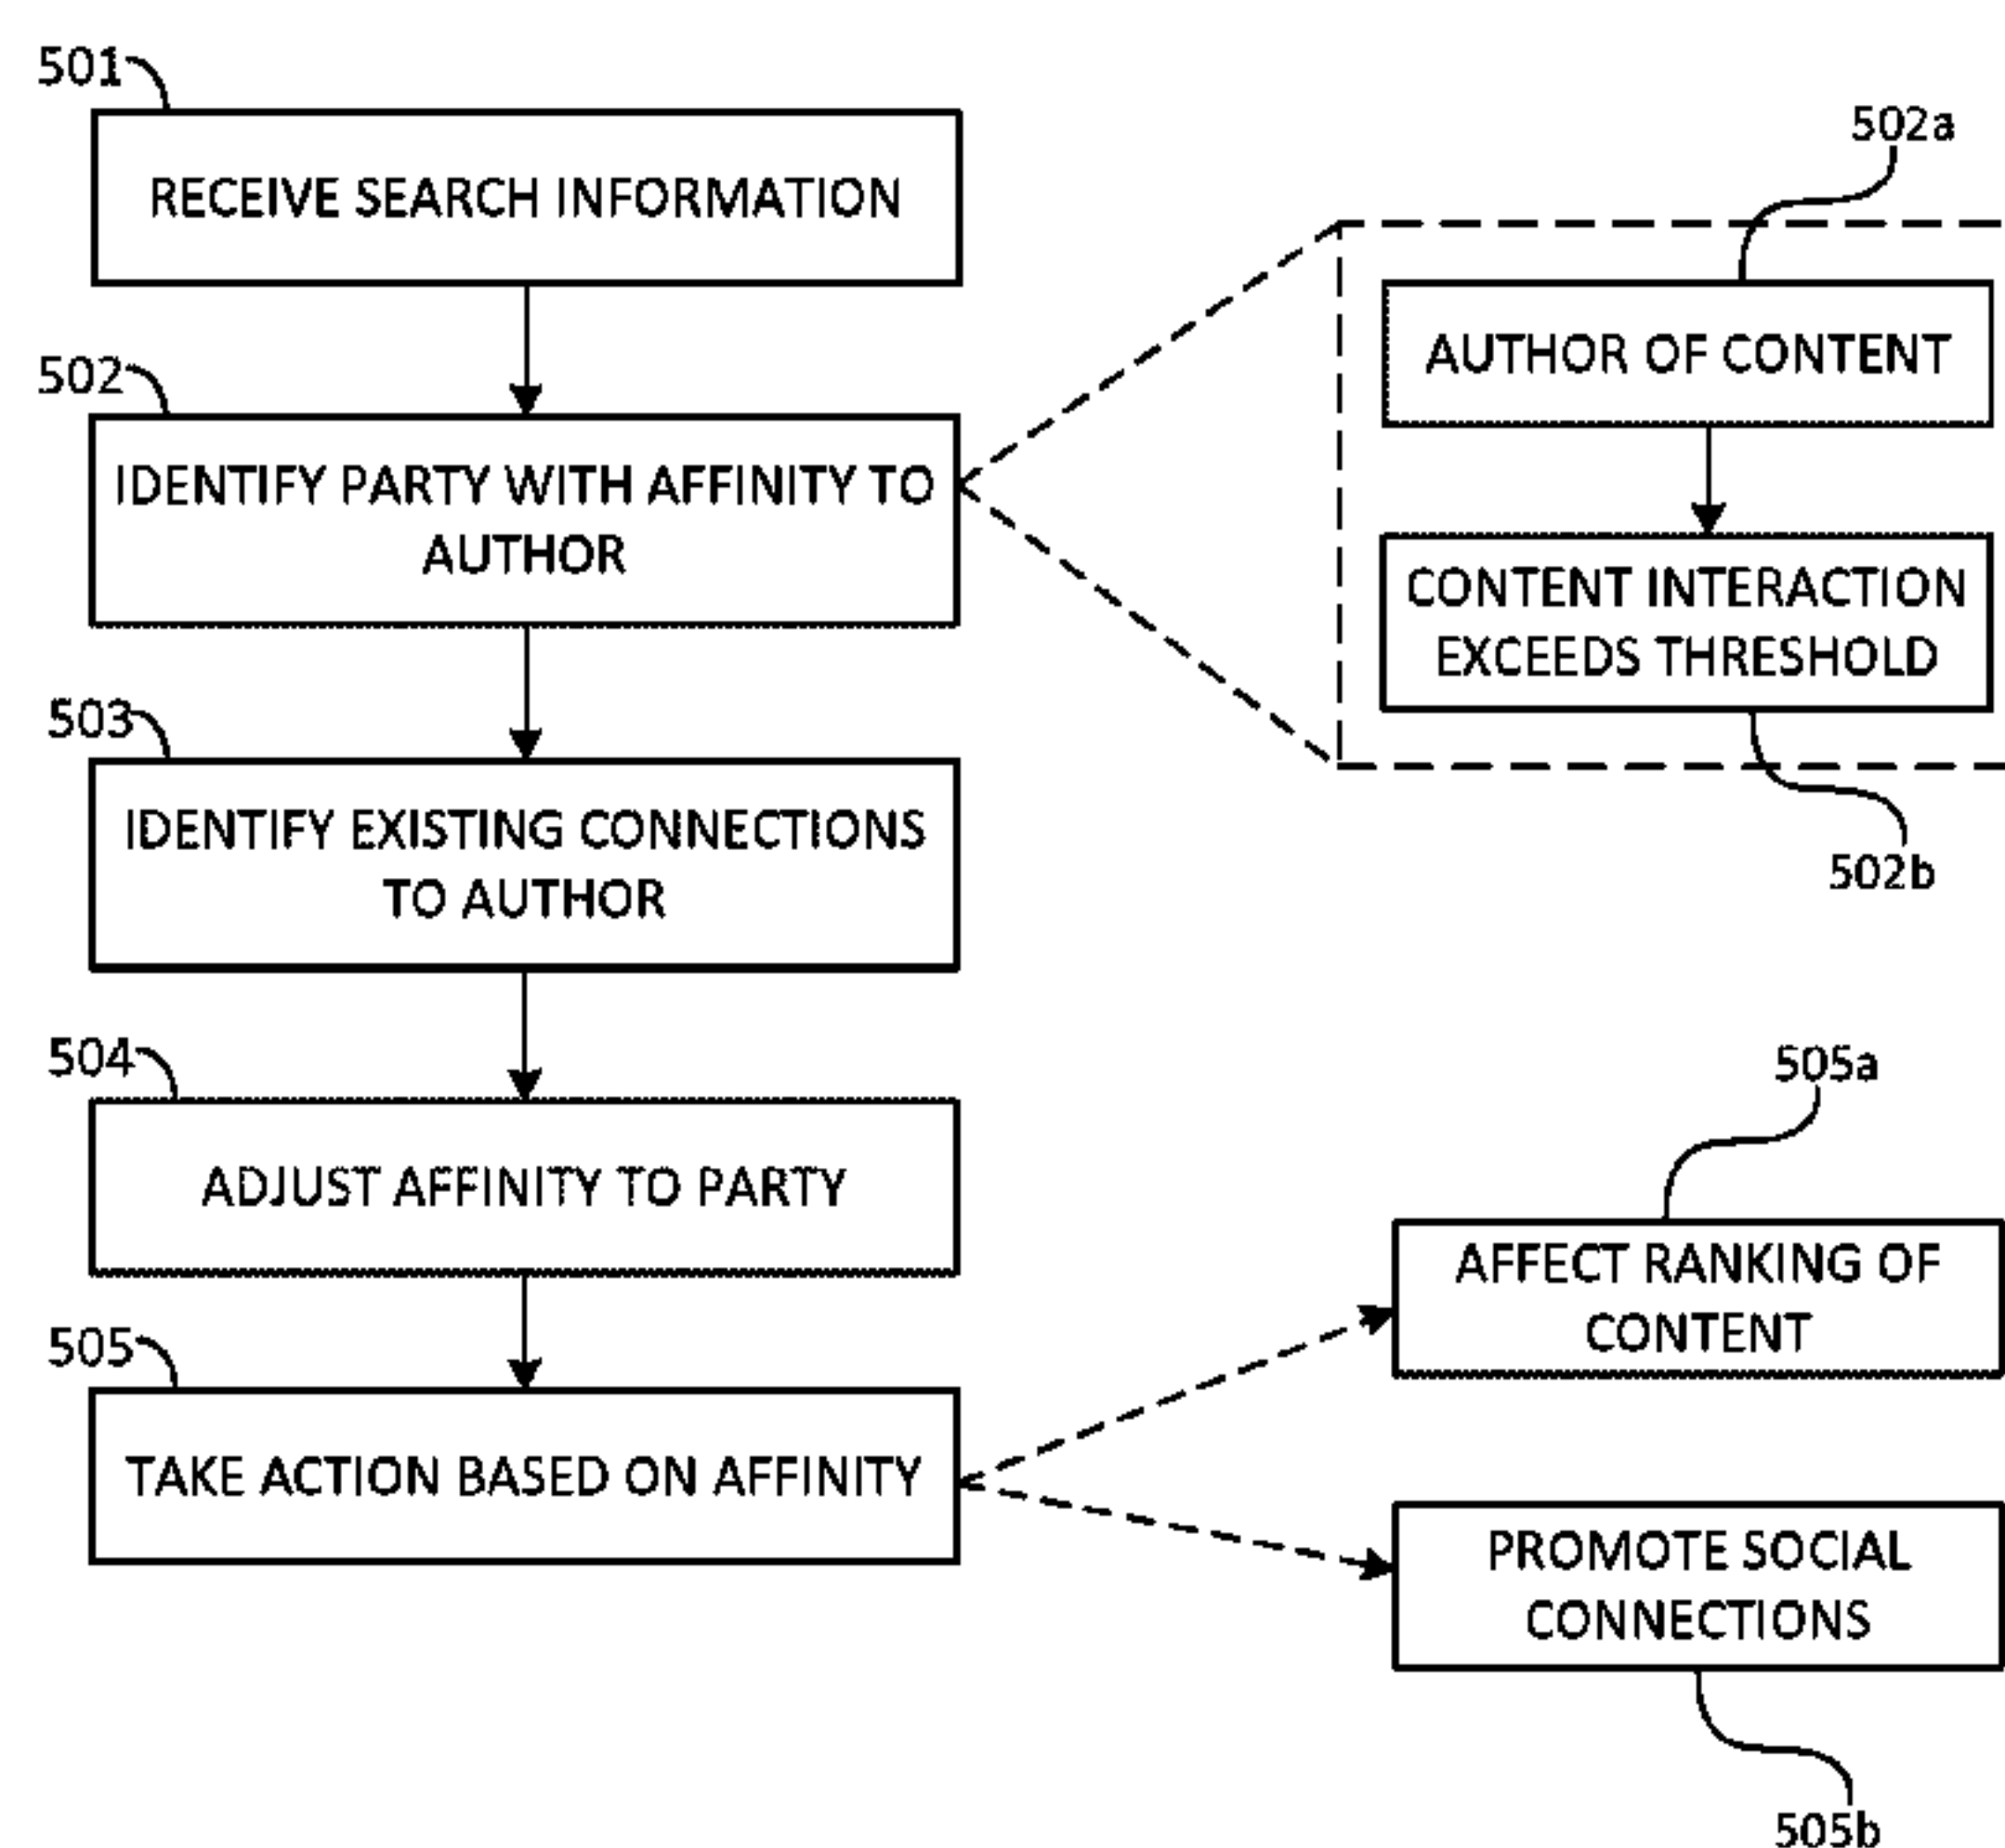 501
RECEIVE SEARCH INFORMATION
502
IDENTIFY PARTY WITH AFFINITY TO
AUTHOR
502a
AUTHOR OF CONTENT
CONTENT INTERACTION
EXCEEDS THRESHOLD
502b
503
IDENTIFY EXISTING CONNECTIONS
TO AUTHOR
504
ADJUST AFFINITY TO PARTY
505
TAKE ACTION BASED ON AFFINITY
505a
AFFECT RANKING OF
CONTENT
PROMOTE SOCIAL
CONNECTIONS
505b